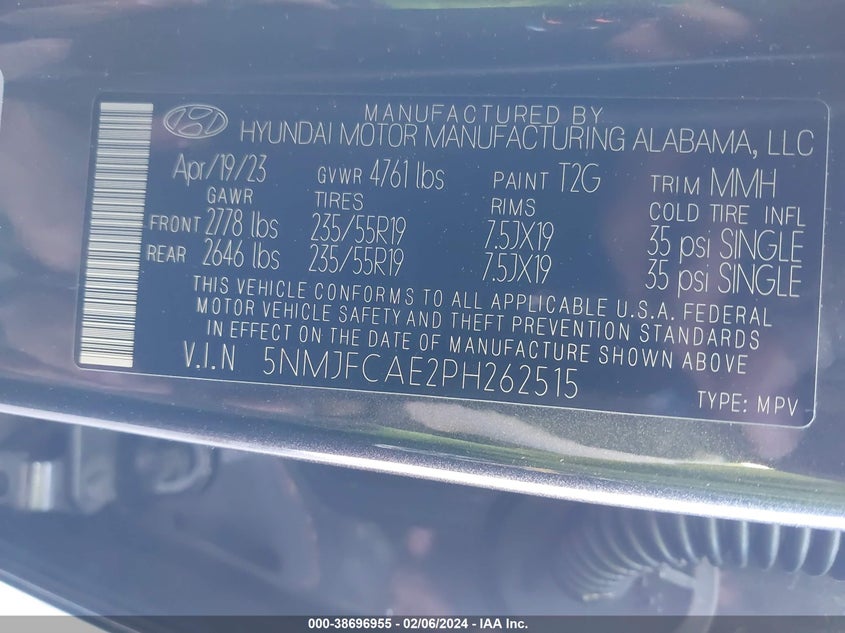 MANUFACTURED BY
HYUNDAI MOTOR MANUFACTURING ALABAMA, LLC
Apr/19/23 GVWR 4761 lbs PAINT T2G TRIM MMH
GAWR TIRES RIMS COLD TIRE INFL
FRONT 2778 lbs 235/55R19 7.5JX19 35 psi SINGLE
REAR 2646 lbs 235/55R19 7.5JX19 35 psi SINGLE
THIS VEHICLE CONFORMS TO ALL APPLICABLE U.S.A. FEDERAL
MOTOR VEHICLE SAFETY AND THEFT PREVENTION STANDARDS
IN EFFECT ON THE DATE OF MANUFACTURE SHOWN ABOVE.
V.I.N 5NMJFCAE2PH262515
TYPE: MPV
000-38696955 - 02/06/2024 - IAA Inc.